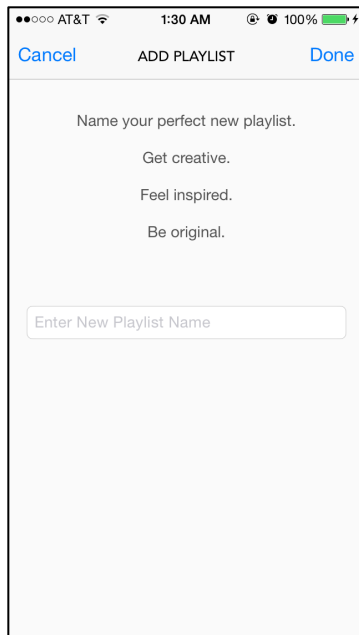 AT&T 1:30 AM 100%
Cancel ADD PLAYLIST Done
Name your perfect new playlist.
Get creative.
Feel inspired.
Be original.
Enter New Playlist Name